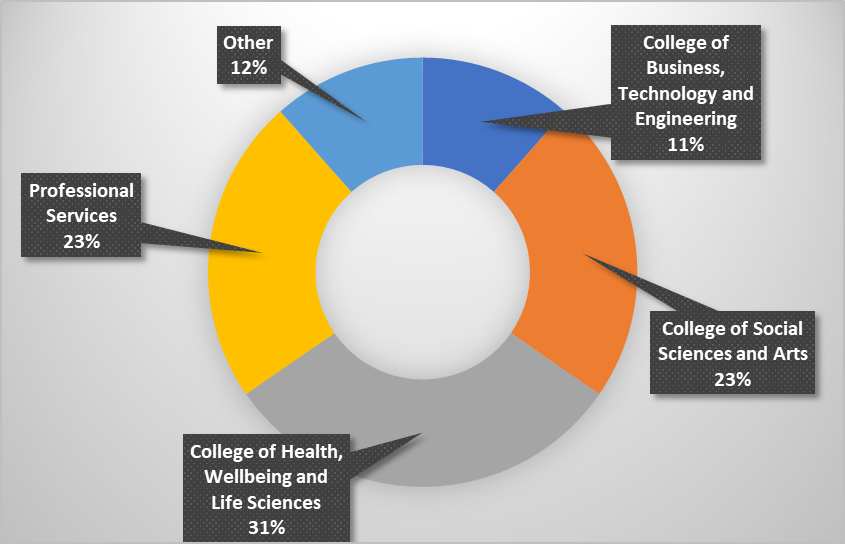 Other
12%
College of
Business,
Technology and
Engineering
11%
Professional
Services
23%
College of Social
Sciences and Arts
23%
College of Health,
Wellbeing and
Life Sciences
31%